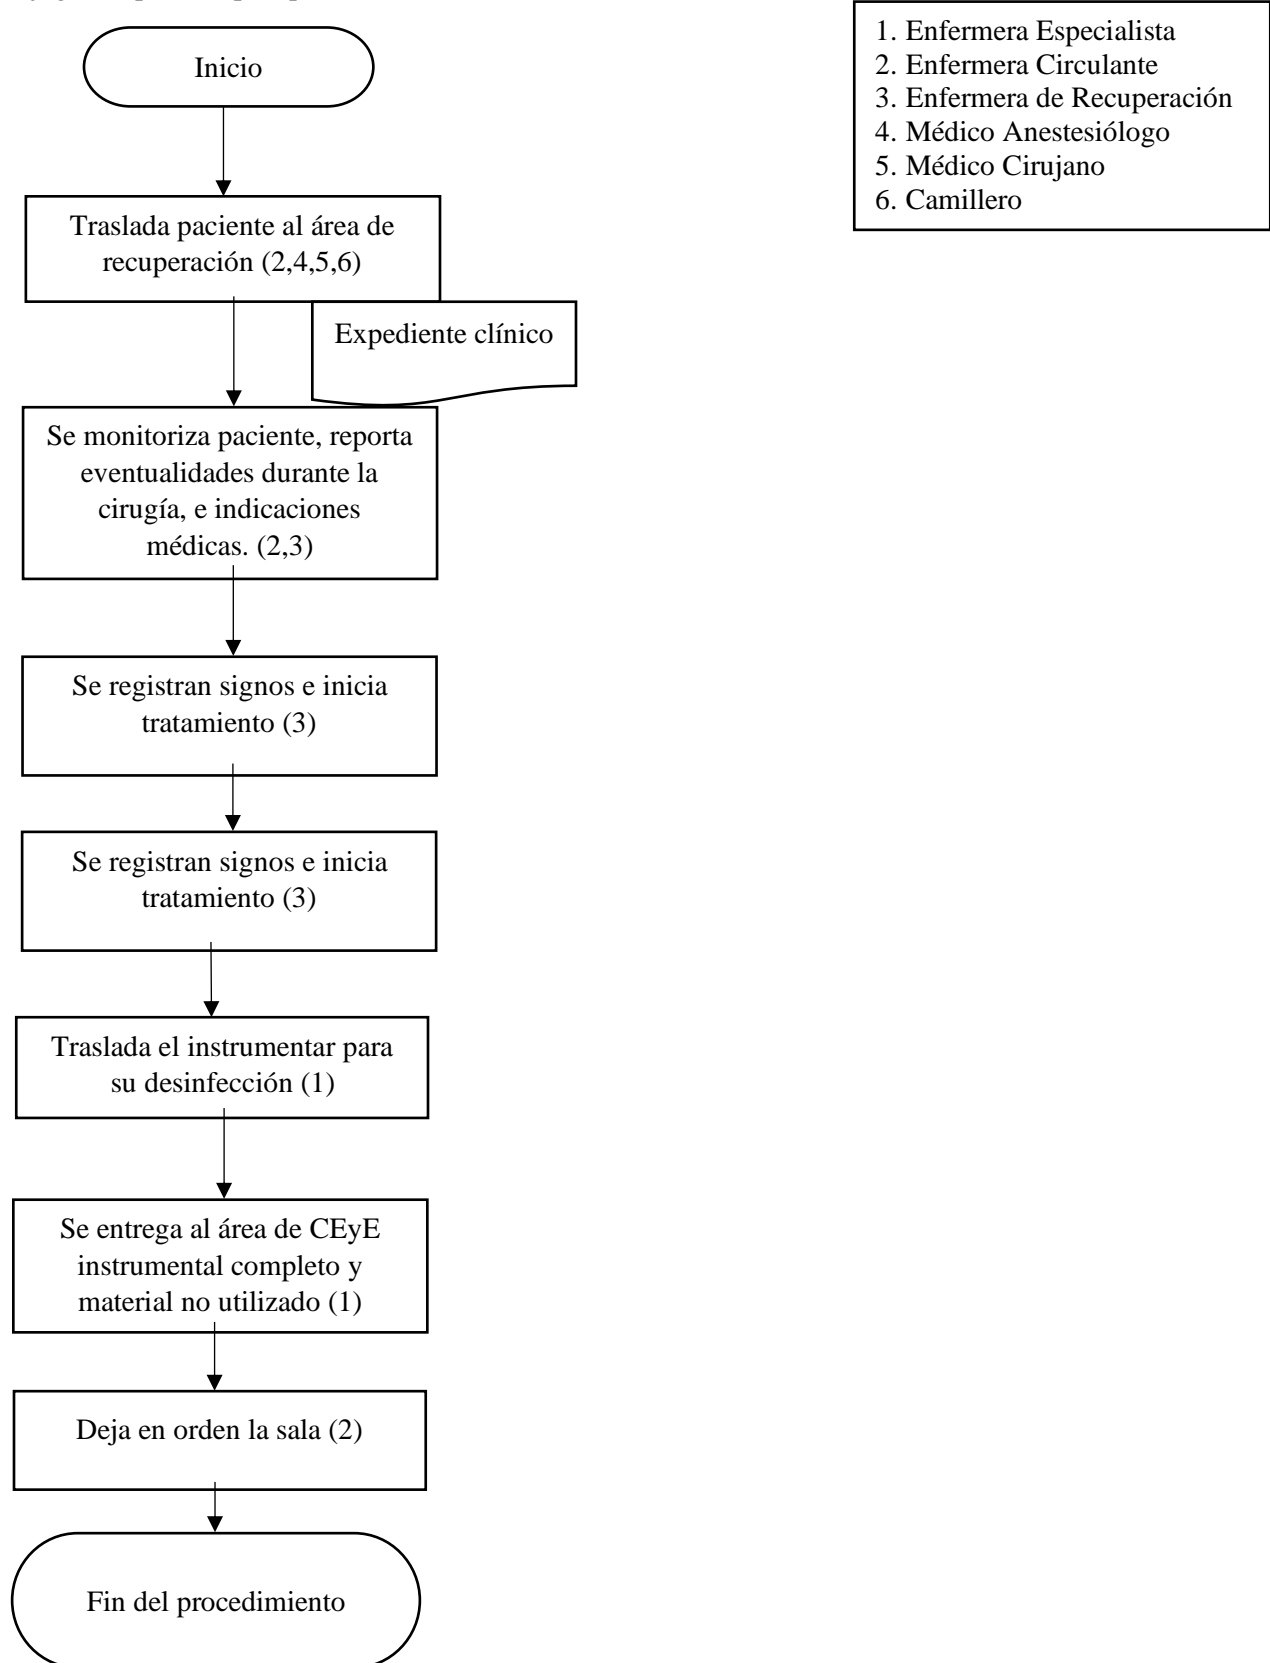 Inicio
1. Enfermera Especialista
2. Enfermera Circulante
3. Enfermera de Recuperación
4. Médico Anestesiólogo
5. Médico Cirujano
6. Camillero
Traslada paciente al área de
recuperación (2,4,5,6)
Expediente clínico
Se monitoriza paciente, reporta
eventualidades durante la
cirugía, e indicaciones
médicas. (2,3)
Se registran signos e inicia
tratamiento (3)
Se registran signos e inicia
tratamiento (3)
Traslada el instrumentar para
su desinfección (1)
Se entrega al área de CEyE
instrumental completo y
material no utilizado (1)
Deja en orden la sala (2)
Fin del procedimiento